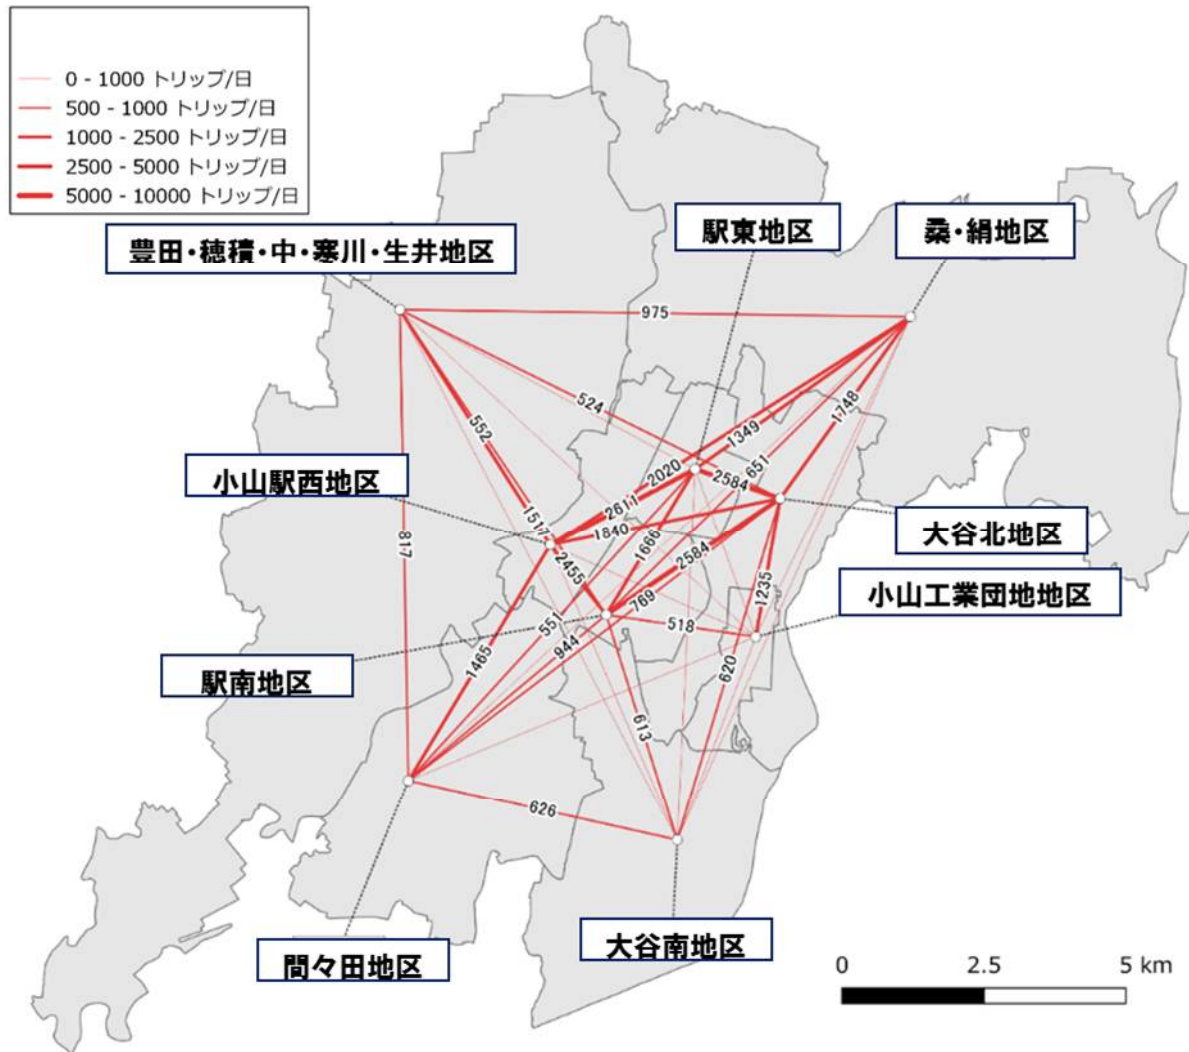 0 - 1000 トリップ/日
500 - 1000 トリップ/日
1000 - 2500 トリップ/日
2500 - 5000 トリップ/日
5000 - 10000 トリップ/日
駅東地区
桑・絹地区
豊田・穂積・中・寒川・生井地区
975
524
552
1349
1748
小山駅西地区
2020
651
2584
2611
1517
1840
大谷北地区
817
2455
1666
2584
小山工業団地地区
769
1235
551
518
944
1465
620
駅南地区
613
626
大谷南地区
間々田地区
0 2.5 5 km